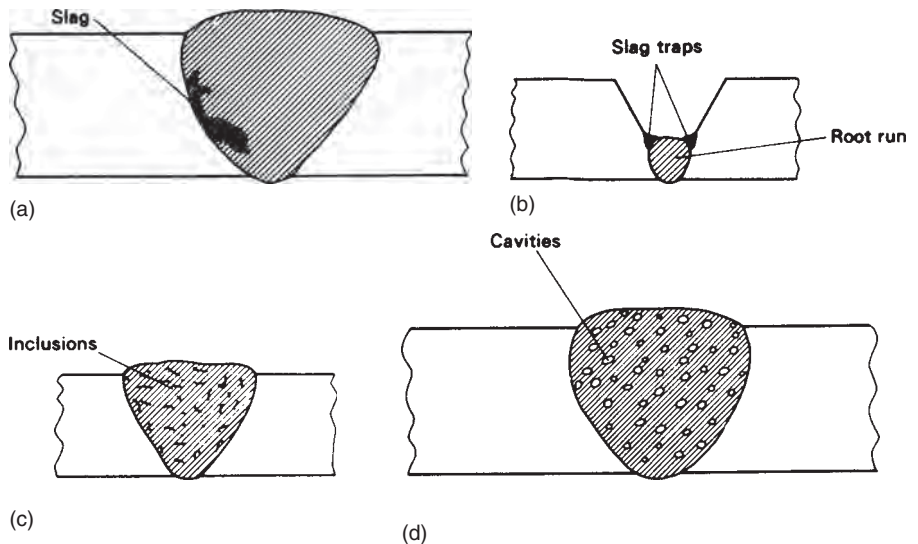 Slag
Slag traps
Root run
(a)
(b)
Cavities
Inclusions
(c)
(d)